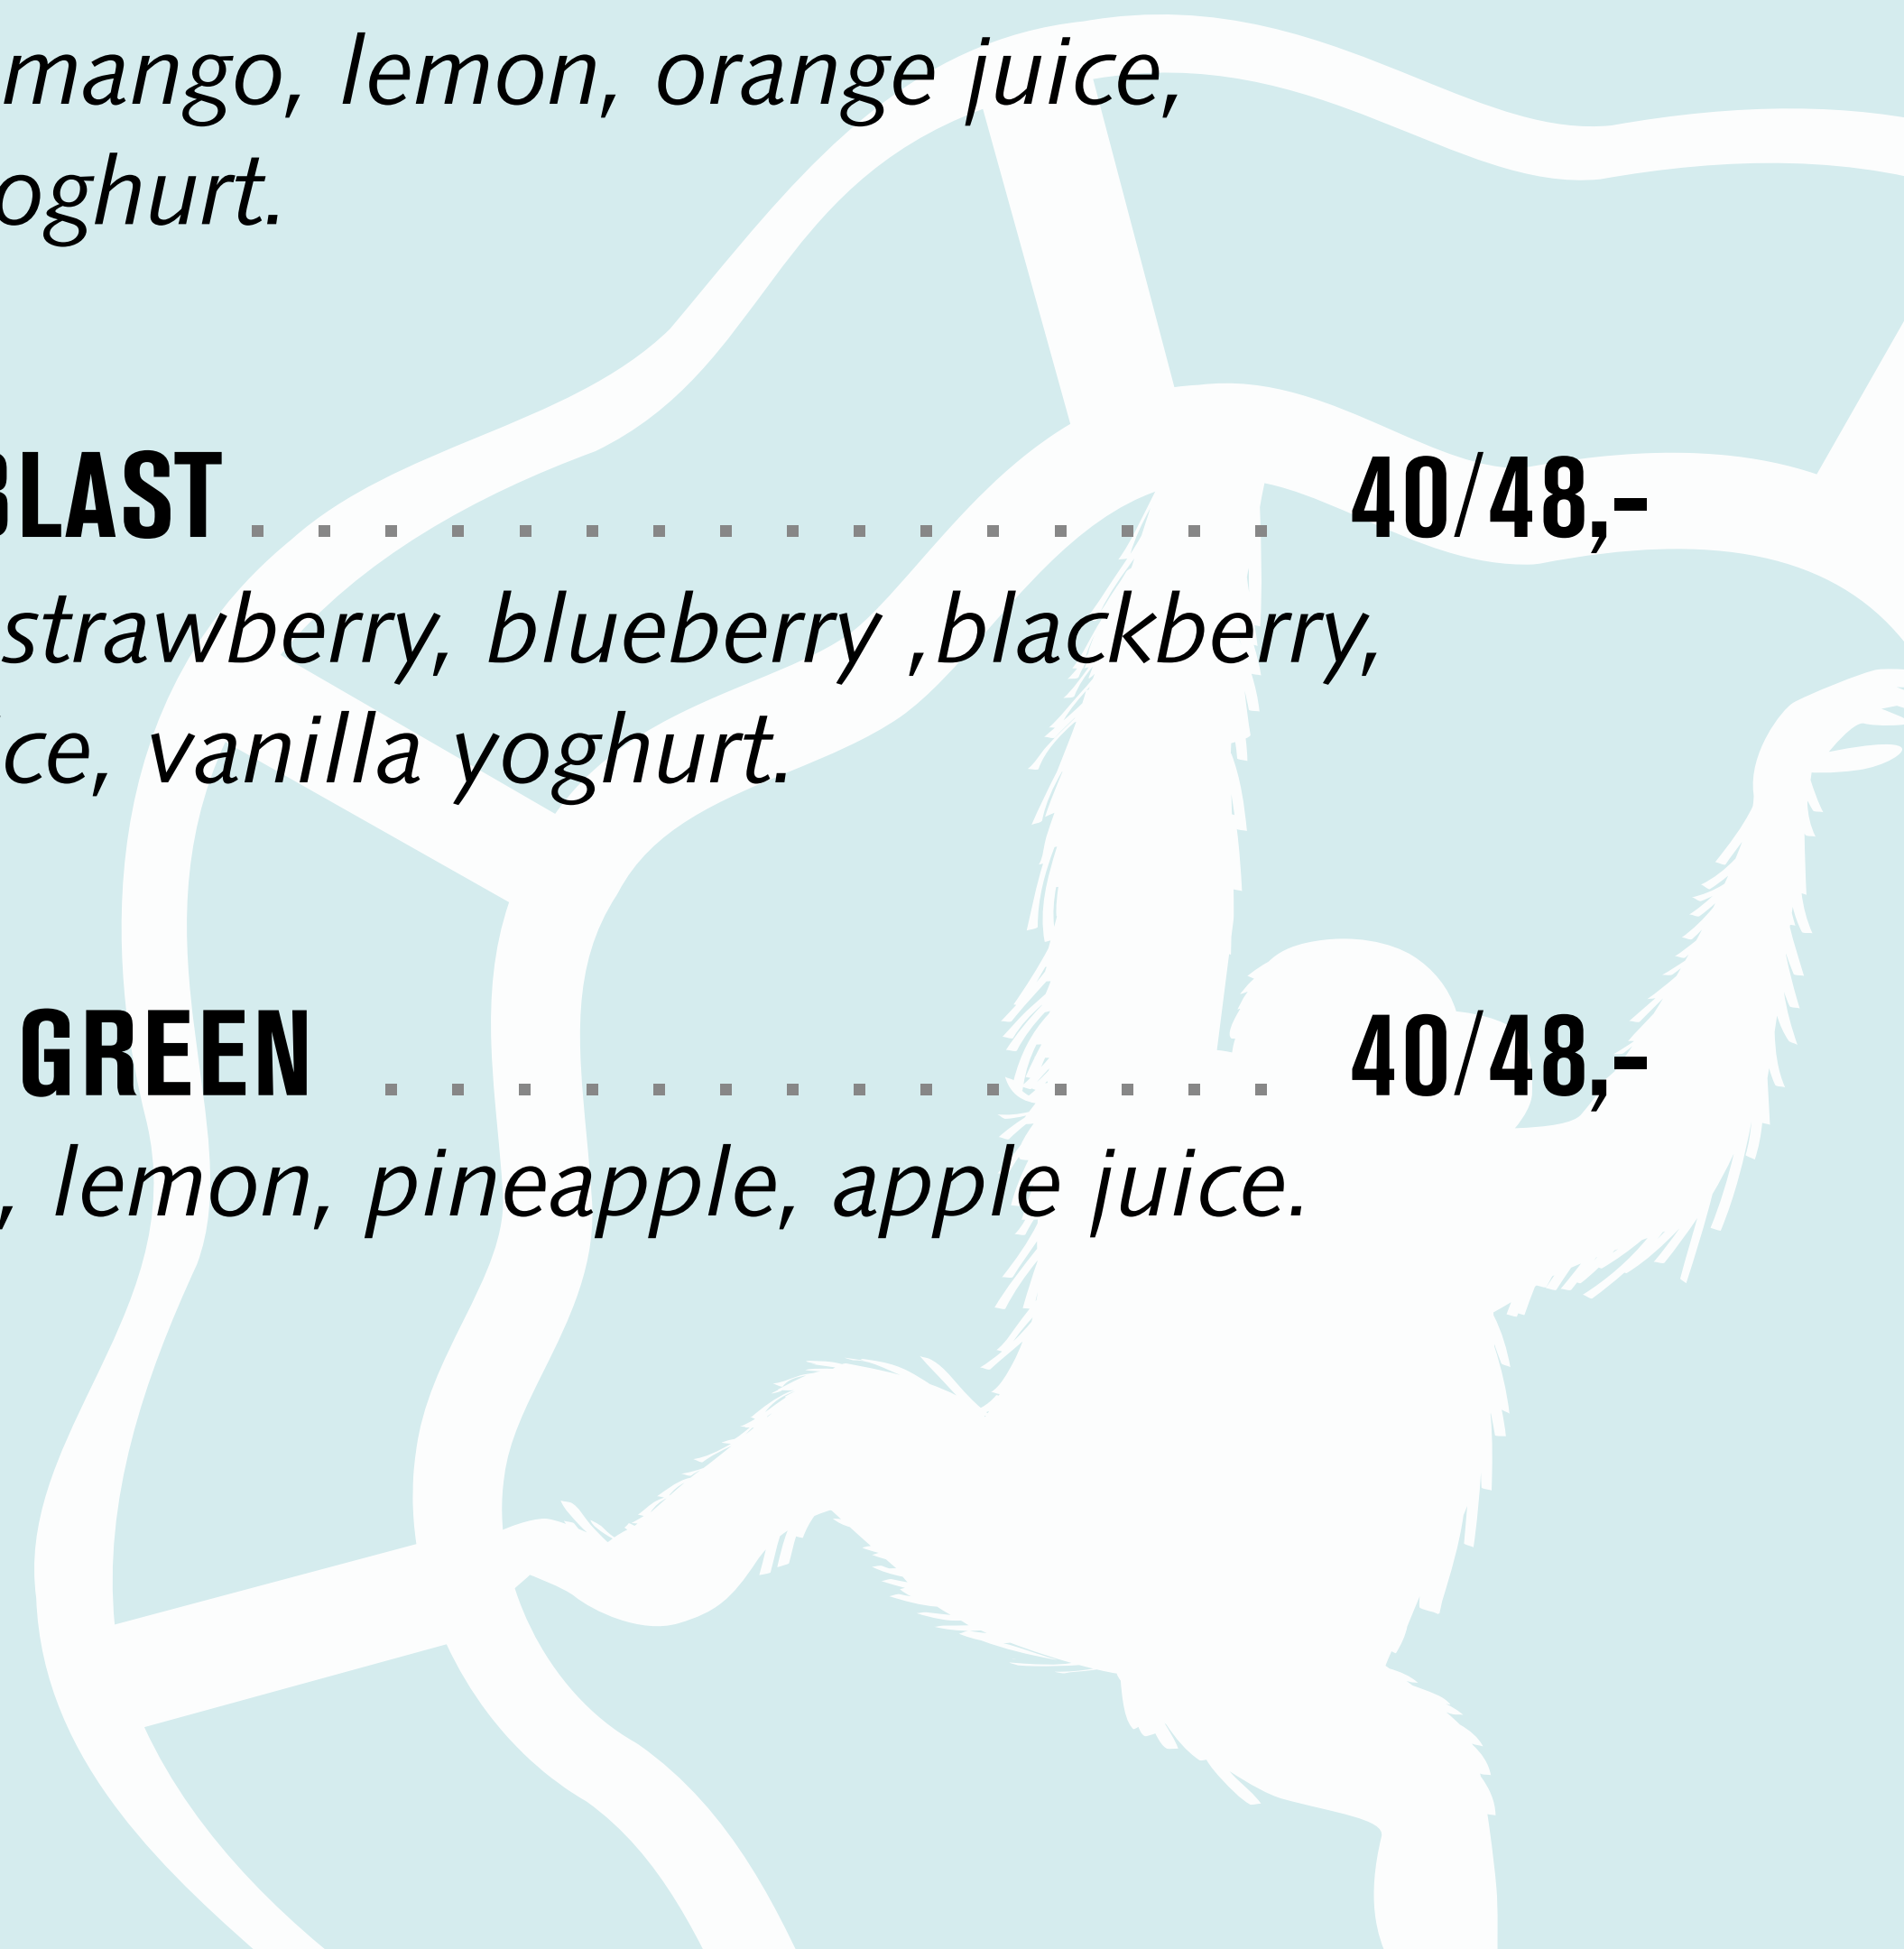 mango, lemon, orange juice,
oghurt.
BLAST . . . . . . . . . . . . . . . . 40/48,-
strawberry, blueberry ,blackberry,
ice, vanilla yoghurt.
GREEN . . . . . . . . . . . . . . 40/48,-
, lemon, pineapple, apple juice.